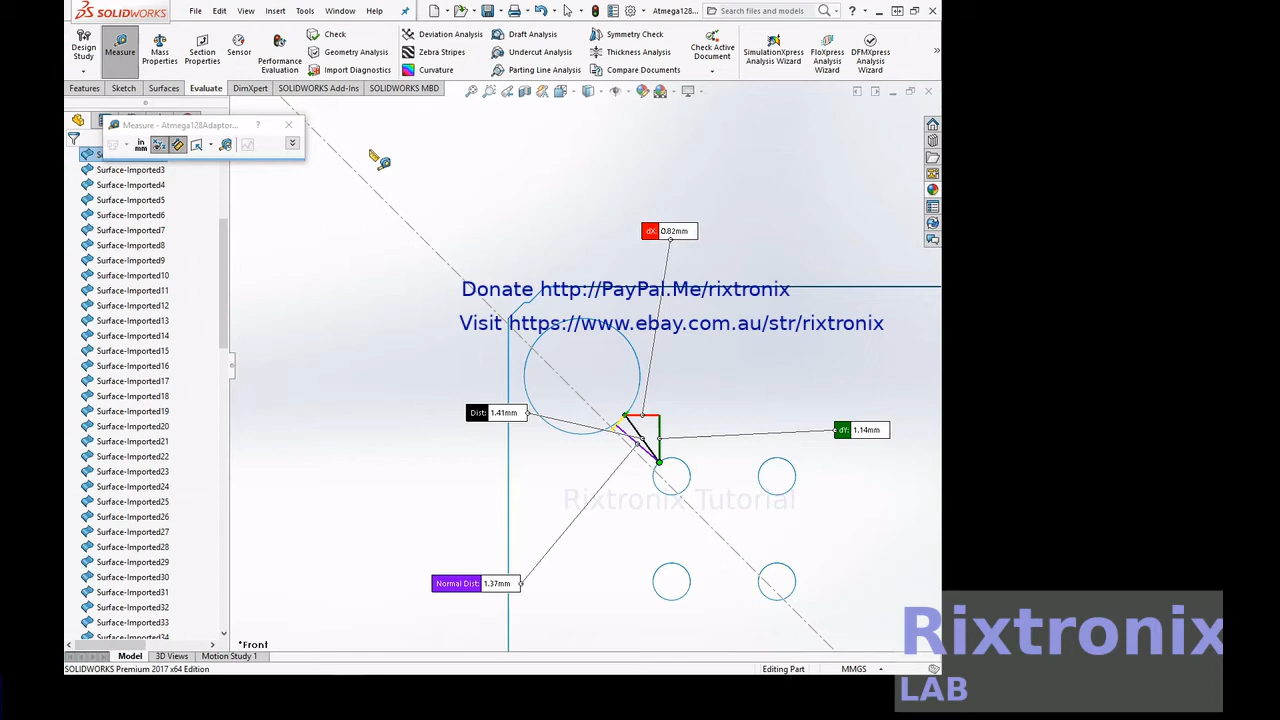 SOLIDWORKS File Edit View Insert Tools Window Help Atmega128... Search files and models ?
Design Study Measure Mass Properties Section Properties Sensor Performance Evaluation Check Geometry Analysis Import Diagnostics Deviation Analysis Zebra Stripes Curvature Draft Analysis Undercut Analysis Parting Line Analysis Symmetry Check Thickness Analysis Compare Documents Check Active Document SimulationXpress Analysis Wizard FloXpress Analysis Wizard DFMXpress Analysis Wizard
Features Sketch Surfaces Evaluate DimXpert SOLIDWORKS Add-Ins SOLIDWORKS MBD
Measure - Atmega128Adaptor... ?
in
mm
Surface-Imported3
Surface-Imported4
Surface-Imported5
Surface-Imported6
Surface-Imported7
Surface-Imported8
Surface-Imported9
Surface-Imported10
Surface-Imported11
Surface-Imported12
Surface-Imported13
Surface-Imported14
Surface-Imported15
Surface-Imported16
Surface-Imported17
Surface-Imported18
Surface-Imported19
Surface-Imported20
Surface-Imported21
Surface-Imported22
Surface-Imported23
Surface-Imported24
Surface-Imported25
Surface-Imported26
Surface-Imported27
Surface-Imported28
Surface-Imported29
Surface-Imported30
Surface-Imported31
Surface-Imported32
Surface-Imported33
Surface-Imported34
dX: 0.82mm
Donate http://PayPal.Me/rixtronix
Visit https://www.ebay.com.au/str/rixtronix
Dist: 1.41mm
dY: 1.14mm
Rixtronix Tutorial
Normal Dist: 1.37mm
*Front
Model 3D Views Motion Study 1
SOLIDWORKS Premium 2017 x64 Edition Editing Part MMGS
Rixtronix
LAB